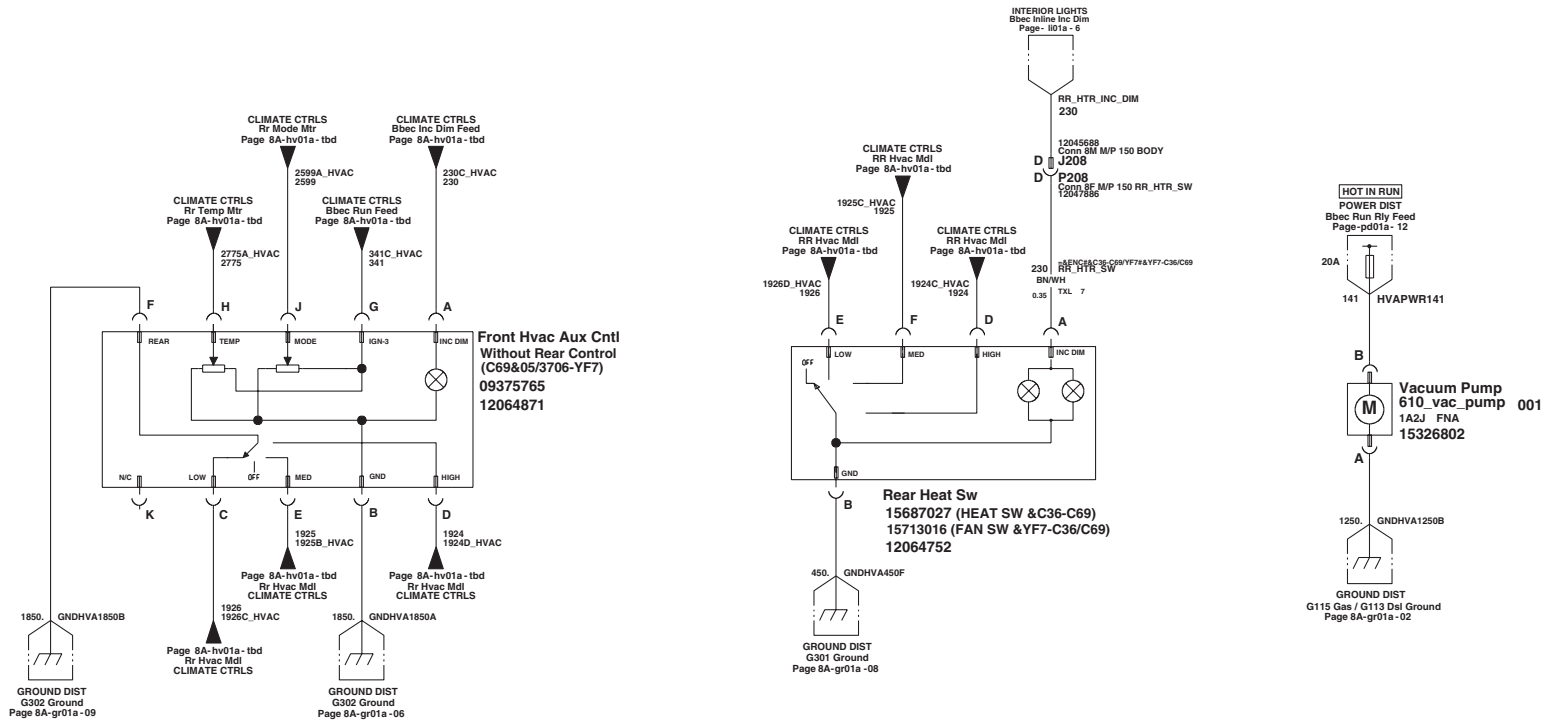 CLIMATE CTRLS
Rr Mode Mtr
Page 8A-hv01a-tbd
2599A_HVAC
2599
CLIMATE CTRLS
Bbec Inc Dim Feed
Page 8A-hv01a-tbd
230C_HVAC
230
CLIMATE CTRLS
Rr Temp Mtr
Page 8A-hv01a-tbd
2775A_HVAC
2775
CLIMATE CTRLS
Bbec Run Feed
Page 8A-hv01a-tbd
341C_HVAC
341
F
H
J
G
A
REAR
TEMP
MODE
IGN-3
INC DIM
Front Hvac Aux Cntl
Without Rear Control
(C69&05/3706-YF7)
09375765
12064871
N/C
LOW
OFF
MED
GND
HIGH
K
C
E
B
D
1925
1925B_HVAC
Page 8A-hv01a-tbd
Rr Hvac Mdl
CLIMATE CTRLS
1924
1924D_HVAC
Page 8A-hv01a-tbd
Rr Hvac Mdl
CLIMATE CTRLS
1926
1926C_HVAC
Page 8A-hv01a-tbd
Rr Hvac Mdl
CLIMATE CTRLS
1850.
GNDHVA1850B
GROUND DIST
G302 Ground
Page 8A-gr01a-09
1850.
GNDHVA1850A
GROUND DIST
G302 Ground
Page 8A-gr01a-06
INTERIOR LIGHTS
Bbec Inline Inc Dim
Page- li01a - 6
RR_HTR_INC_DIM
230
12045688
Conn 8M M/P 150 BODY
D J208
D P208
Conn 8F M/P 150 RR_HTR_SW
12047886
CLIMATE CTRLS
RR Hvac Mdl
Page 8A-hv01a-tbd
1925C_HVAC
1925
CLIMATE CTRLS
RR Hvac Mdl
Page 8A-hv01a-tbd
1926D_HVAC
1926
CLIMATE CTRLS
RR Hvac Mdl
Page 8A-hv01a-tbd
1924C_HVAC
1924
=&ENC#&C36-C69/YF7#&YF7-C36/C69
230 RR_HTR_SW
BN/WH
0.35 TXL 7
E
F
D
A
LOW
MED
HIGH
INC DIM
OFF
GND
B
Rear Heat Sw
15687027 (HEAT SW &C36-C69)
15713016 (FAN SW &YF7-C36/C69)
12064752
450.
GNDHVA450F
GROUND DIST
G301 Ground
Page 8A-gr01a-08
HOT IN RUN
POWER DIST
Bbec Run Rly Feed
Page-pd01a-12
20A
141
HVAPWR141
B
M
Vacuum Pump
610_vac_pump 001
1A2J FNA
15326802
A
1250.
GNDHVA1250B
GROUND DIST
G115 Gas / G113 Dsl Ground
Page 8A-gr01a-02